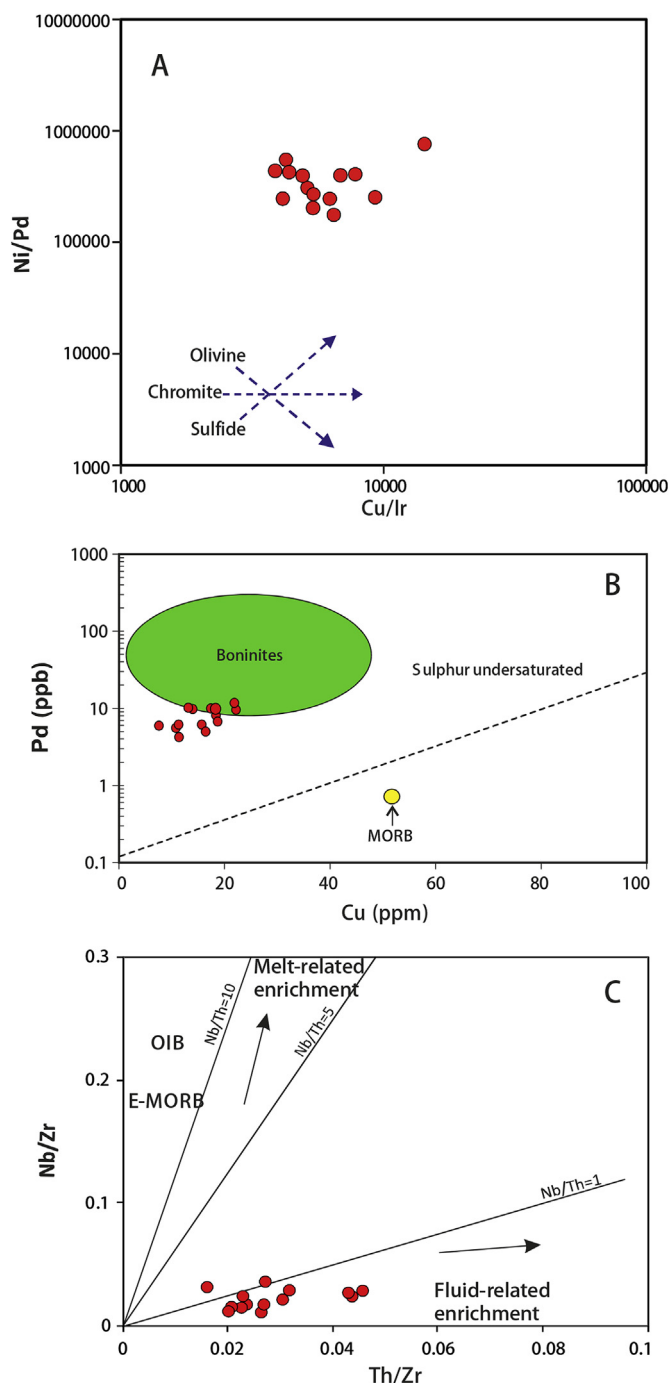 10000000
A
1000000
Ni/Pd
100000
Olivine
10000
Chromite
Sulfide
1000
1000
10000
100000
Cu/Ir
1000
B
100
Boninites
Sulphur undersaturated
Pd (ppb)
10
1
MORB
0.1
0
20
40
60
80
100
Cu (ppm)
0.3
Melt-related
enrichment
C
Nb/Th=10
Nb/Th=5
OIB
0.2
E-MORB
Nb/Zr
0.1
Nb/Th=1
Fluid-related
enrichment
0
0
0.02
0.04
0.06
0.08
0.1
Th/Zr